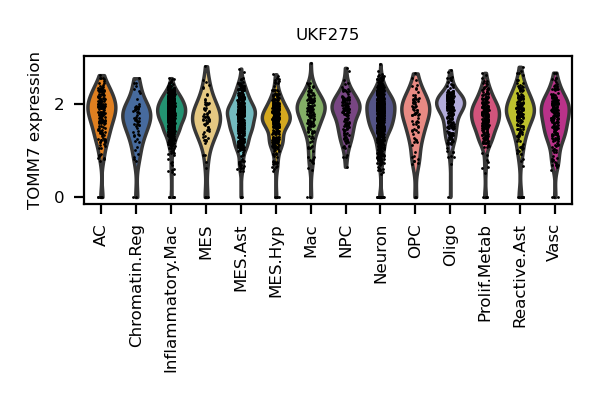 UKF275
TOMM7 expression
2
0
AC
Chromatin.Reg
Inflammatory.Mac
MES
MES.Ast
MES.Hyp
Mac
NPC
Neuron
OPC
Oligo
Prolif.Metab
Reactive.Ast
Vasc